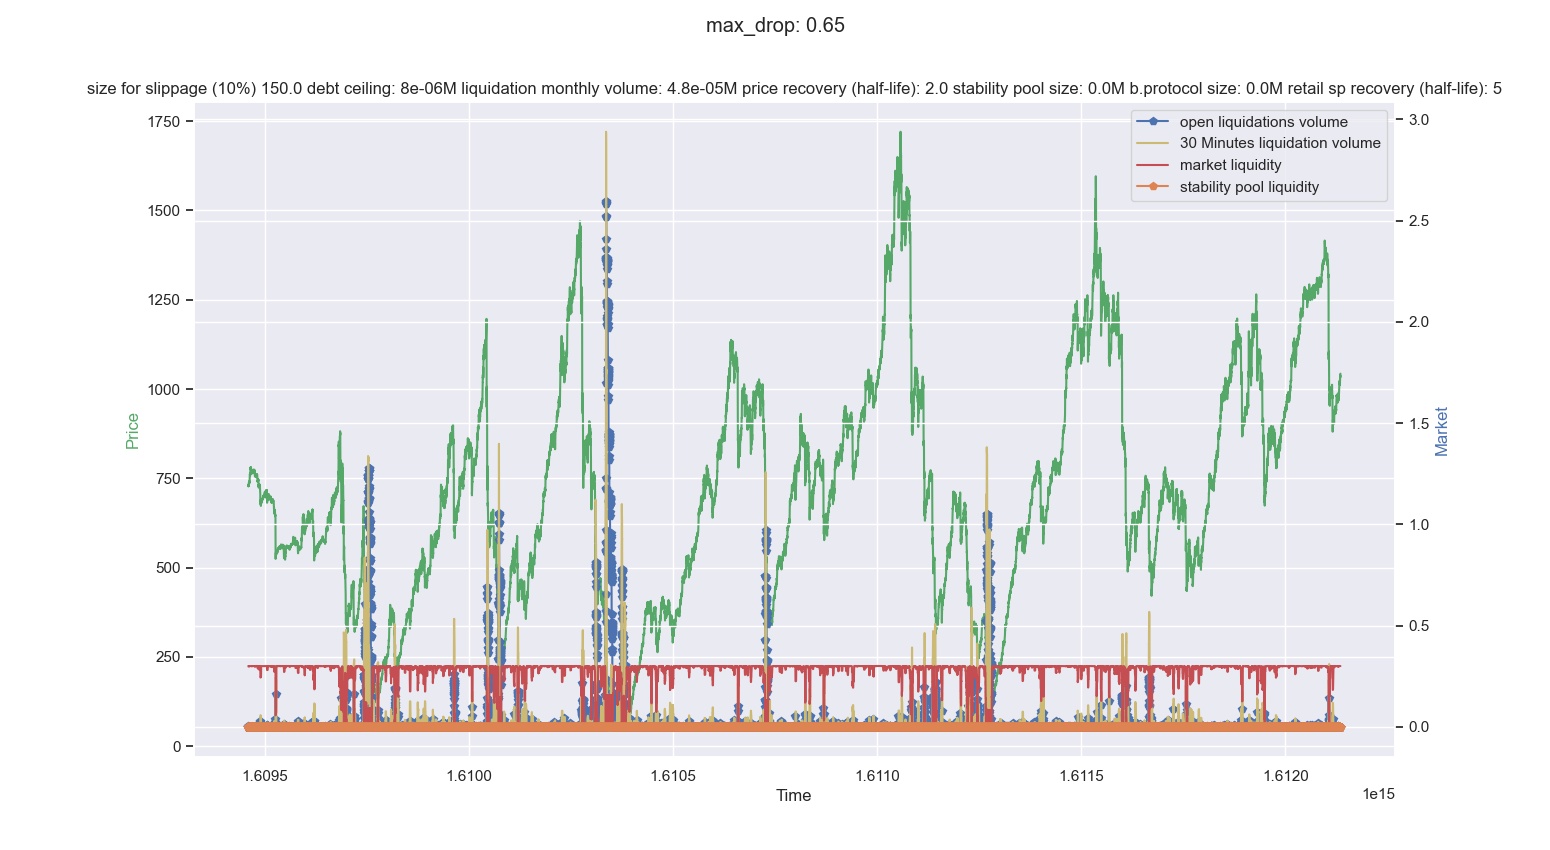 max_drop: 0.65
size for slippage (10%) 150.0 debt ceiling: 8e-06M liquidation monthly volume: 4.8e-05M price recovery (half-life): 2.0 stability pool size: 0.0M b.protocol size: 0.0M retail sp recovery (half-life): 5
open liquidations volume
30 Minutes liquidation volume
market liquidity
stability pool liquidity
1750
1500
1250
1000
750
500
250
0
Price
3.0
2.5
2.0
1.5
1.0
0.5
0.0
Market
1.6095
1.6100
1.6105
1.6110
1.6115
1.6120
1e15
Time